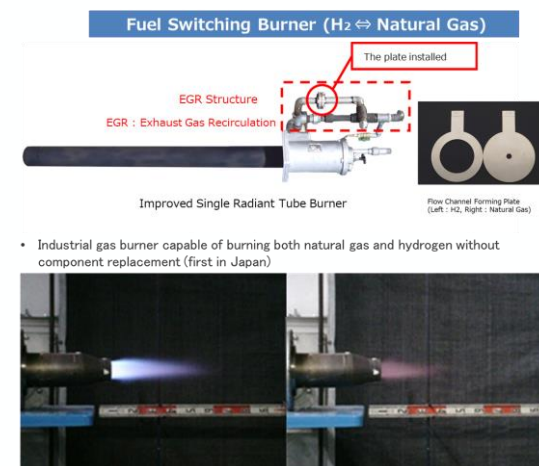 Fuel Switching Burner (H2 ⇔ Natural Gas)
The plate installed
EGR Structure
EGR : Exhaust Gas Recirculation
Improved Single Radiant Tube Burner
Flow Channel Forming Plate
(Left : H2, Right : Natural Gas)
• Industrial gas burner capable of burning both natural gas and hydrogen without
component replacement (first in Japan)